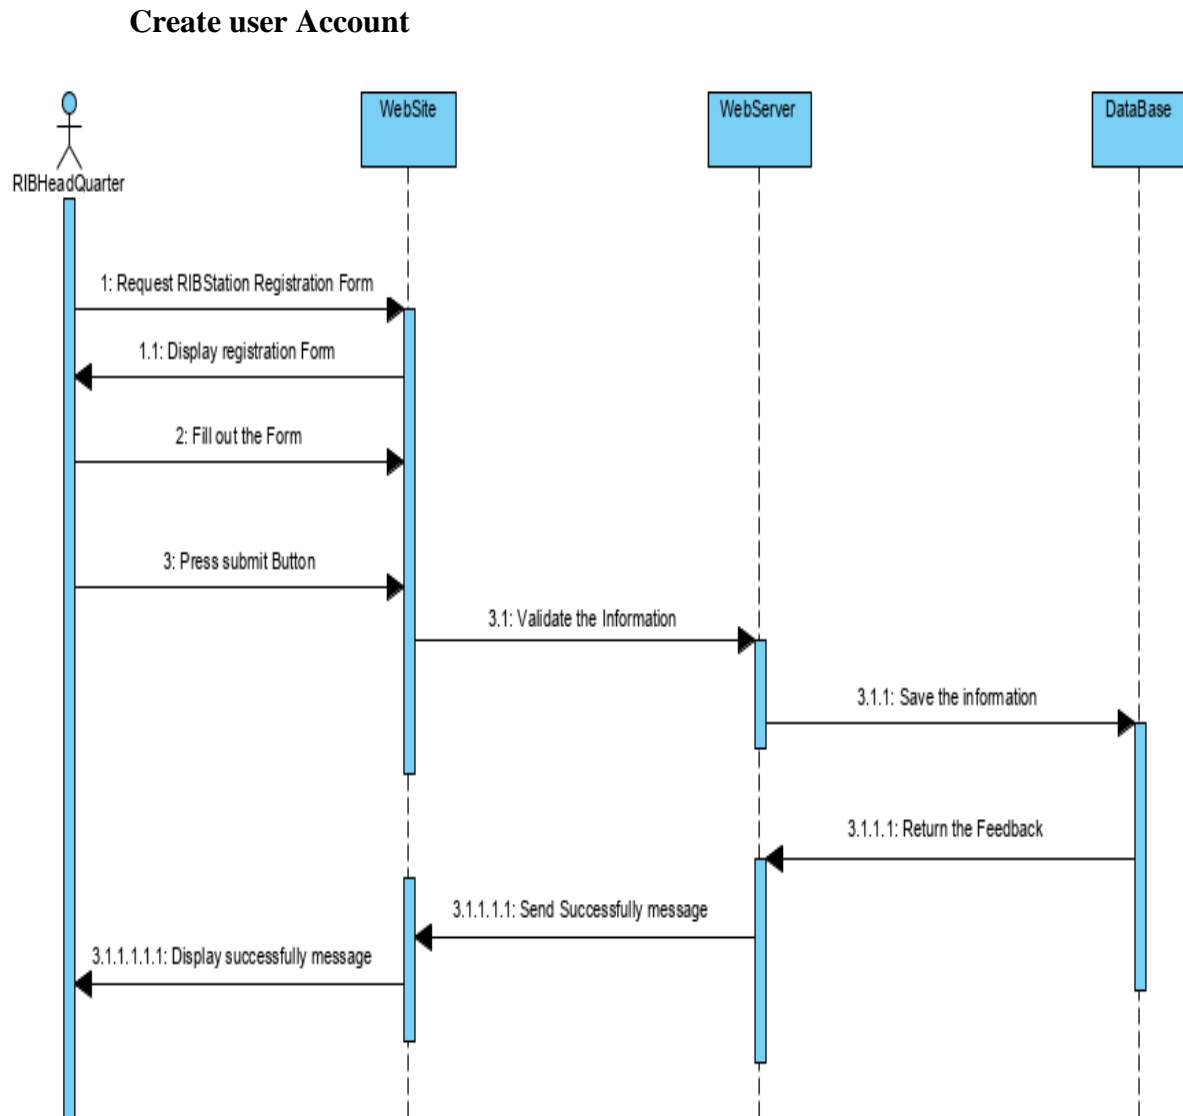 Create user Account
WebSite
WebServer
DataBase
RIBHeadQuarter
1: Request RIBStation Registration Form
1.1: Display registration Form
2: Fill out the Form
3: Press submit Button
3.1: Validate the Information
3.1.1: Save the information
3.1.1.1: Return the Feedback
3.1.1.1.1: Send Successfully message
3.1.1.1.1.1: Display successfully message